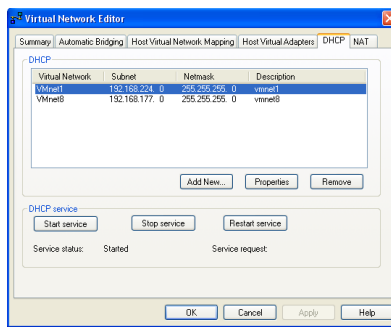 Virtual Network Editor
Summary Automatic Bridging Host Virtual Network Mapping Host Virtual Adapters DHCP NAT
DHCP
Virtual Network Subnet Netmask Description
VMnet1 192.168.224. 0 255.255.255. 0 vmnet1
VMnet8 192.168.177. 0 255.255.255. 0 vmnet8
Add New... Properties Remove
DHCP service
Start service Stop service Restart service
Service status: Started Service request:
OK Cancel Apply Help